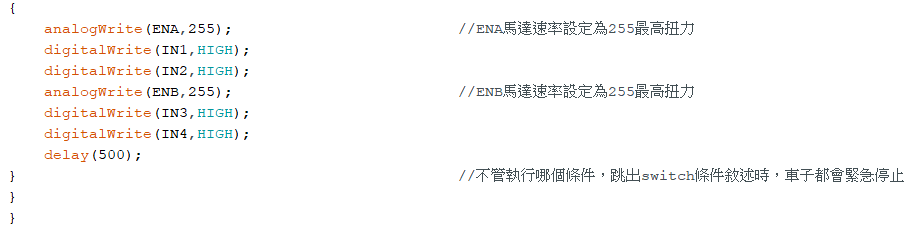 {
analogWrite(ENA,255); //ENA馬達速率設定為255最高扭力
digitalWrite(IN1,HIGH);
digitalWrite(IN2,HIGH);
analogWrite(ENB,255); //ENB馬達速率設定為255最高扭力
digitalWrite(IN3,HIGH);
digitalWrite(IN4,HIGH);
delay(500);
} //不管執行哪個條件，跳出switch條件敘述時，車子都會緊急停止
}
}